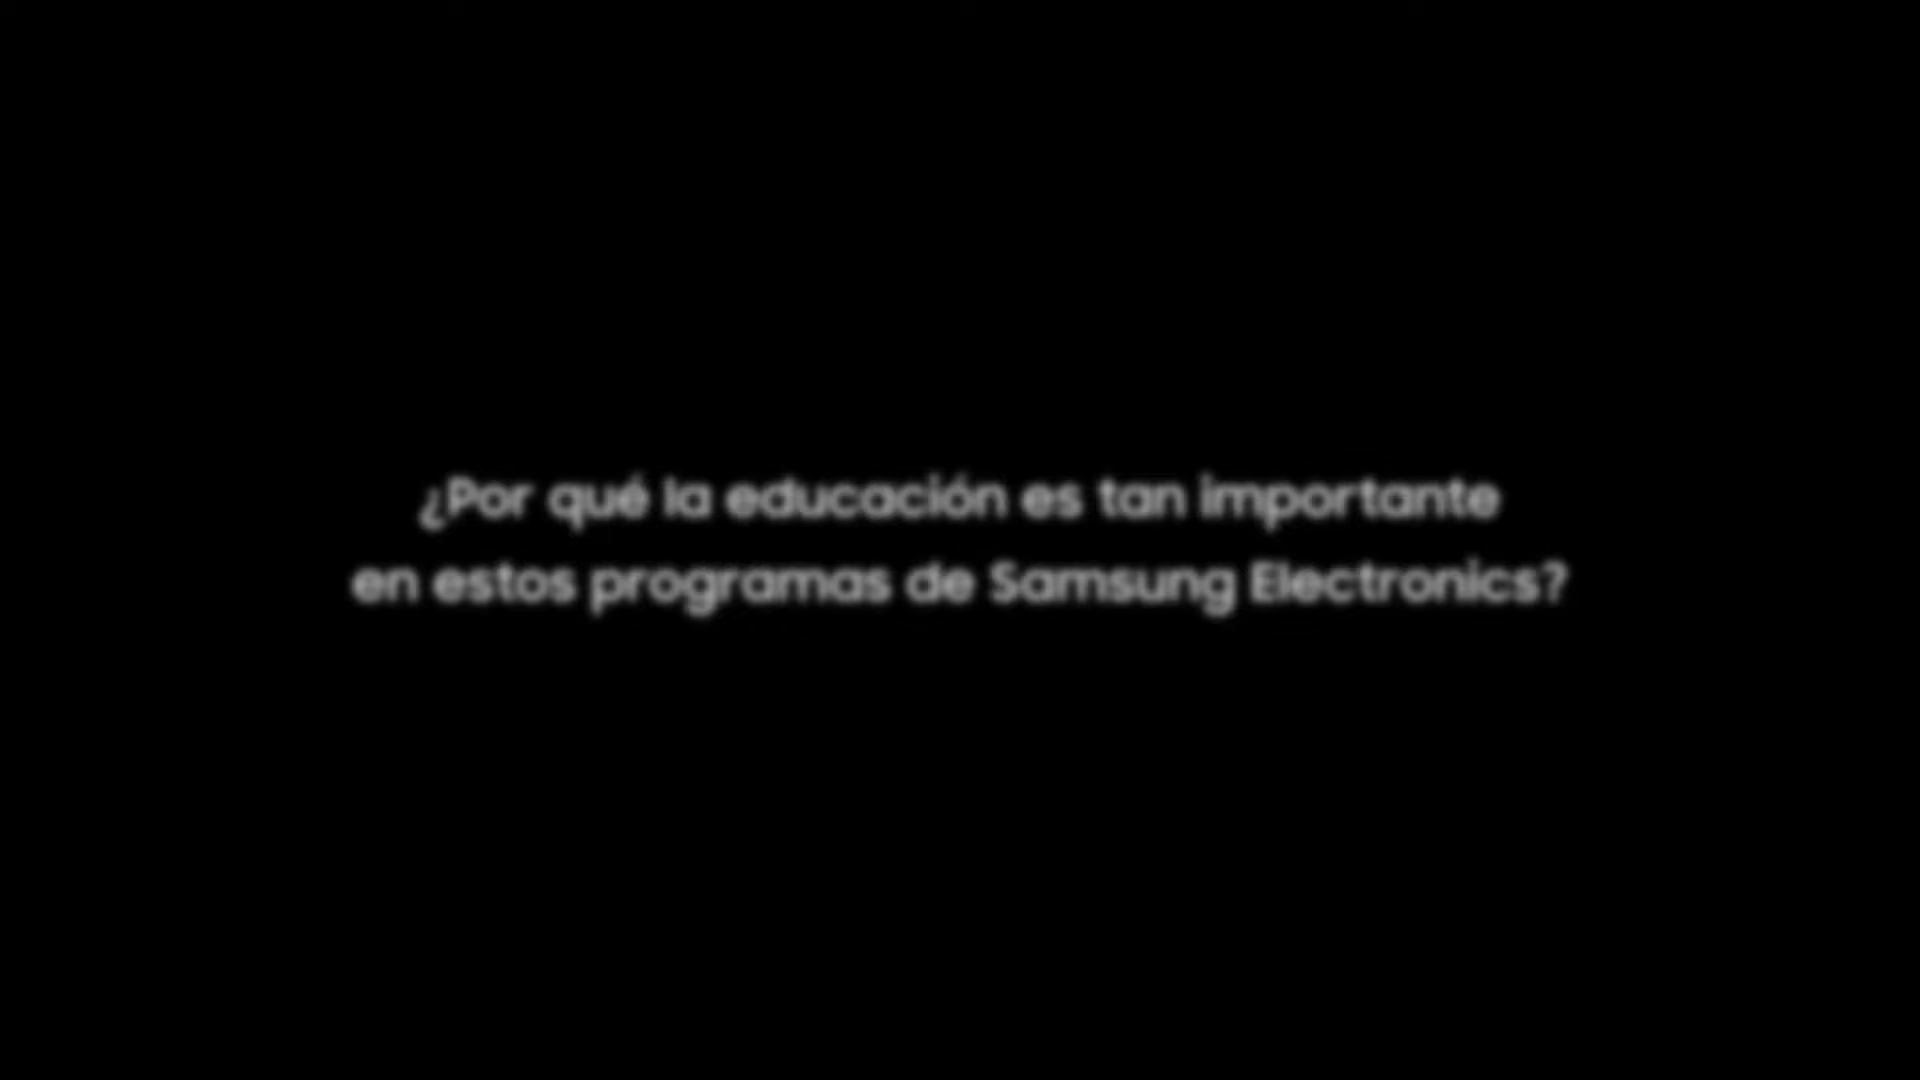 ¿Por qué la educación es tan importante
en estos programas de Samsung Electronics?